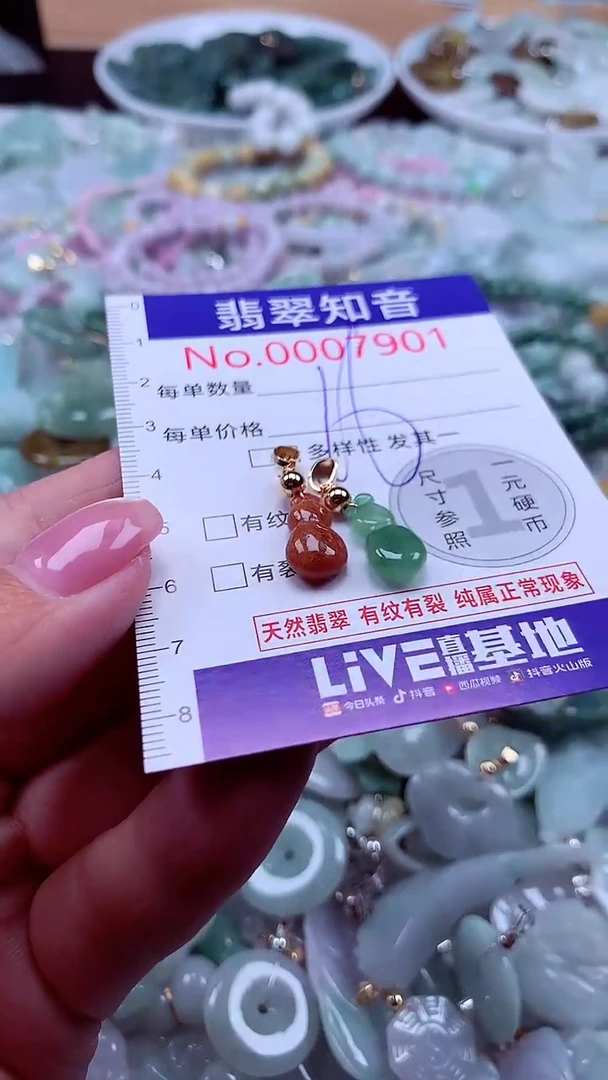 翡翠知音
No.0007901
每单数量
每单价格
多样性 发其一
有纹
有裂
尺寸参照
1
一元硬币
天然翡翠 有纹有裂 纯属正常现象
LiVE直播基地
今日头条 抖音 西瓜视频 抖音火山版
0
1
2
3
4
5
6
7
8